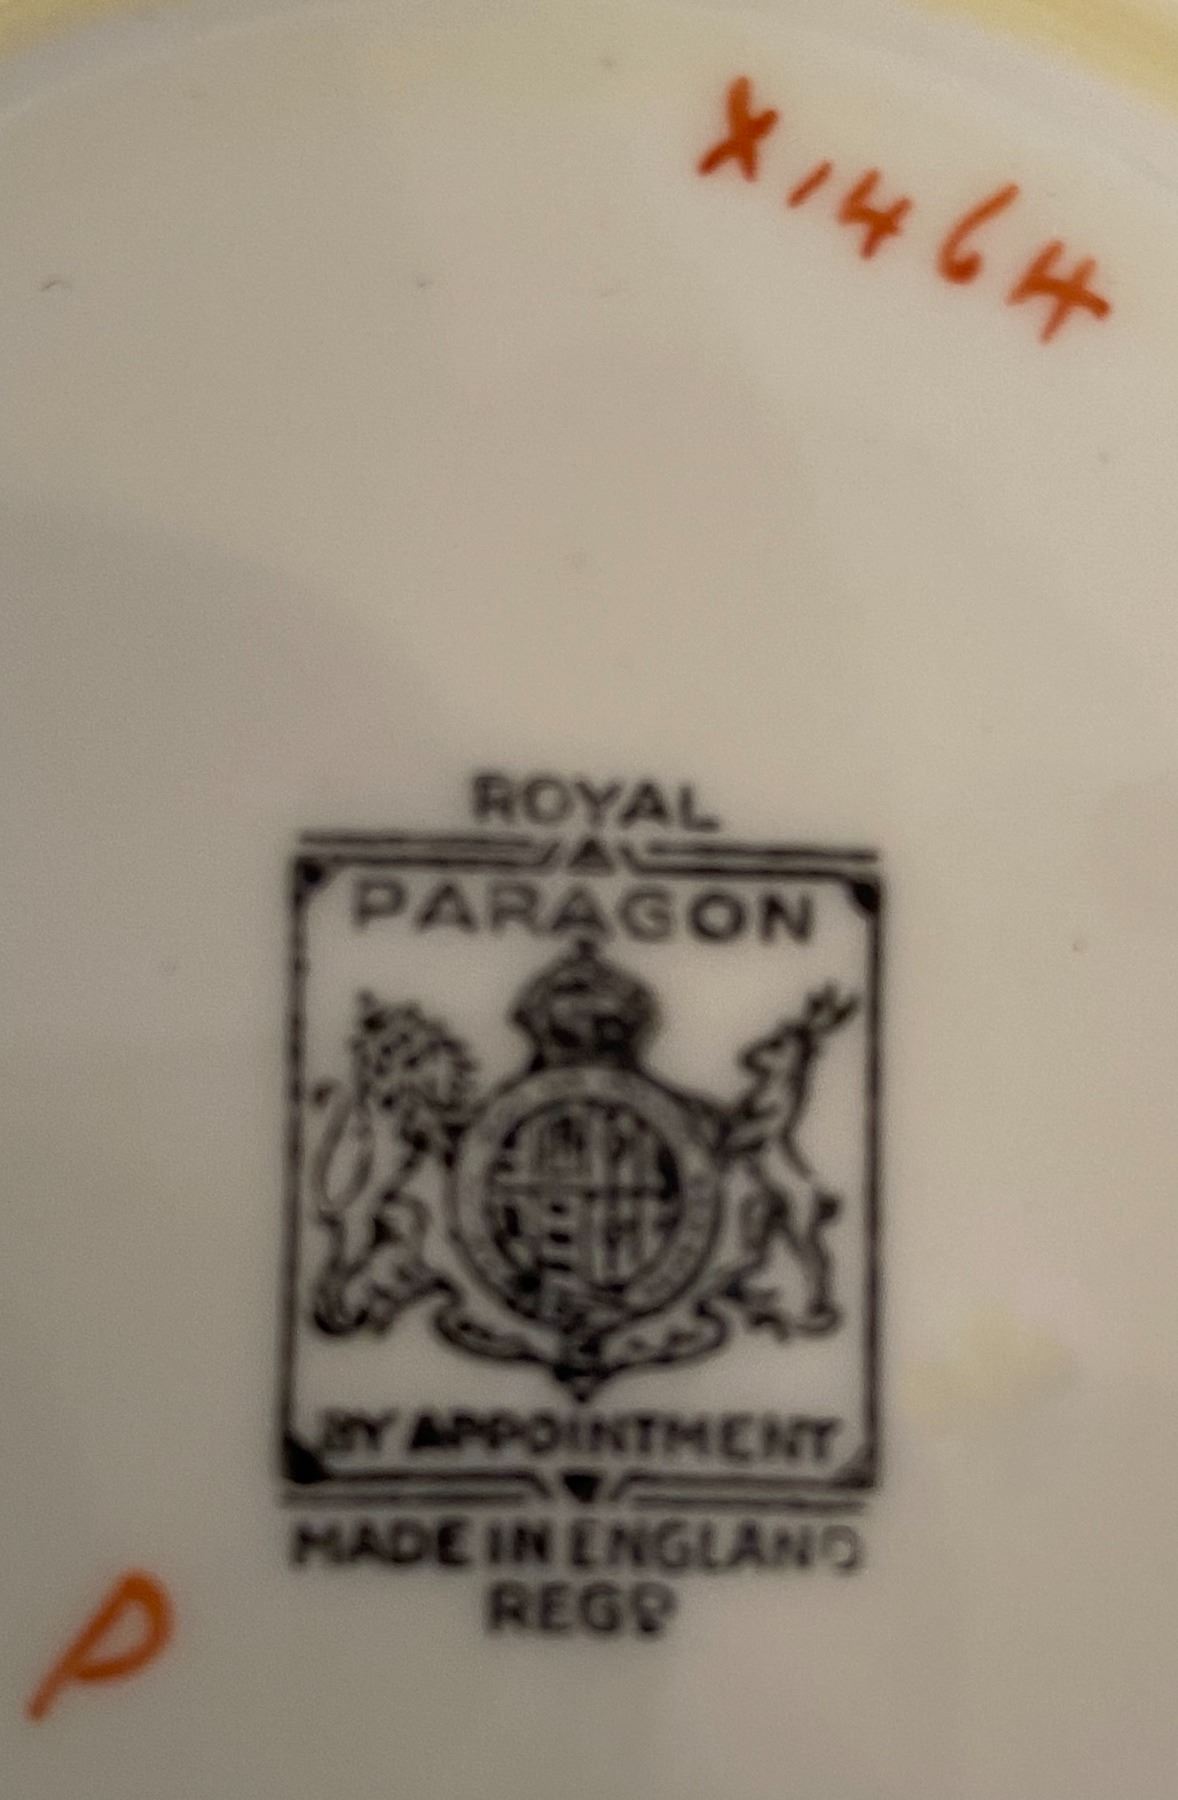 X1464
ROYAL
PARAGON
BY APPOINTMENT
MADE IN ENGLAND
REGD
P